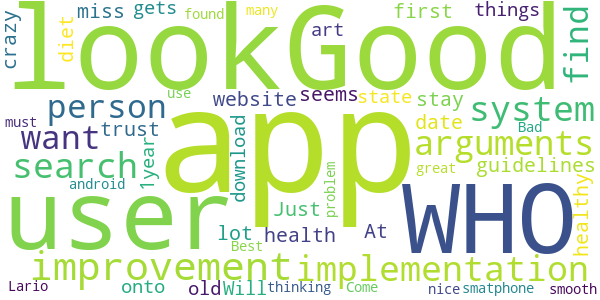 crazy miss gets found many first things
look Good art find
diet use
person website seems state stay system
must want trust download app date arguments
Bad
search android 1year user problem great guidelines
Just WHO healthy
lot health At
improvement Best implementation
onto old Will thinking Come nice smatphone smooth
Lario